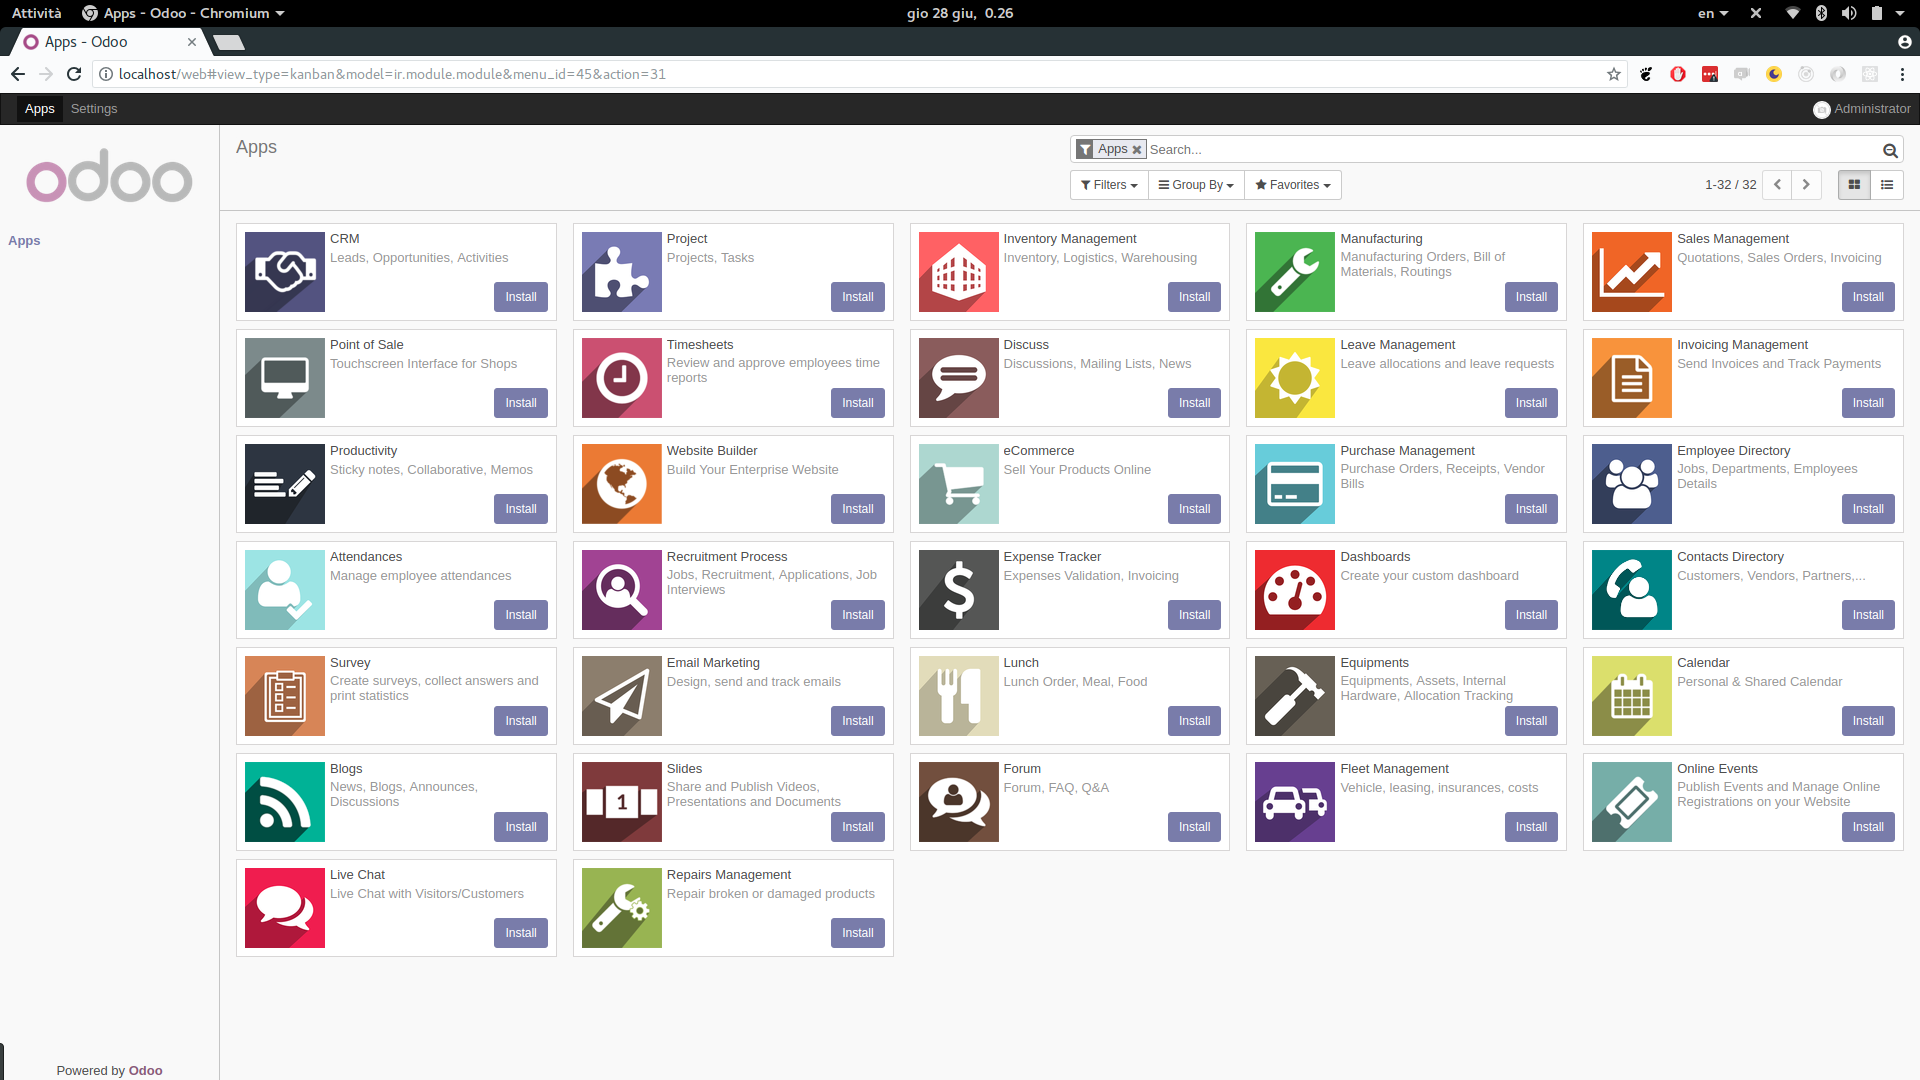 Attività Apps - Odoo - Chromium gio 28 giu, 0.26 en
Apps - Odoo
localhost/web#view_type=kanban&model=ir.module.module&menu_id=45&action=31
Apps Settings Administrator
odoo
Apps
Apps
Apps Search...
Filters Group By Favorites 1-32 / 32
CRM
Leads, Opportunities, Activities
Install
Project
Projects, Tasks
Install
Inventory Management
Inventory, Logistics, Warehousing
Install
Manufacturing
Manufacturing Orders, Bill of
Materials, Routings
Install
Sales Management
Quotations, Sales Orders, Invoicing
Install
Point of Sale
Touchscreen Interface for Shops
Install
Timesheets
Review and approve employees time
reports
Install
Discuss
Discussions, Mailing Lists, News
Install
Leave Management
Leave allocations and leave requests
Install
Invoicing Management
Send Invoices and Track Payments
Install
Productivity
Sticky notes, Collaborative, Memos
Install
Website Builder
Build Your Enterprise Website
Install
eCommerce
Sell Your Products Online
Install
Purchase Management
Purchase Orders, Receipts, Vendor
Bills
Install
Employee Directory
Jobs, Departments, Employees
Details
Install
Attendances
Manage employee attendances
Install
Recruitment Process
Jobs, Recruitment, Applications, Job
Interviews
Install
$
Expense Tracker
Expenses Validation, Invoicing
Install
Dashboards
Create your custom dashboard
Install
Contacts Directory
Customers, Vendors, Partners,...
Install
Survey
Create surveys, collect answers and
print statistics
Install
Email Marketing
Design, send and track emails
Install
Lunch
Lunch Order, Meal, Food
Install
Equipments
Equipments, Assets, Internal
Hardware, Allocation Tracking
Install
Calendar
Personal & Shared Calendar
Install
Blogs
News, Blogs, Announces,
Discussions
Install
1
Slides
Share and Publish Videos,
Presentations and Documents
Install
Forum
Forum, FAQ, Q&A
Install
Fleet Management
Vehicle, leasing, insurances, costs
Install
Online Events
Publish Events and Manage Online
Registrations on your Website
Install
Live Chat
Live Chat with Visitors/Customers
Install
Repairs Management
Repair broken or damaged products
Install
Powered by Odoo